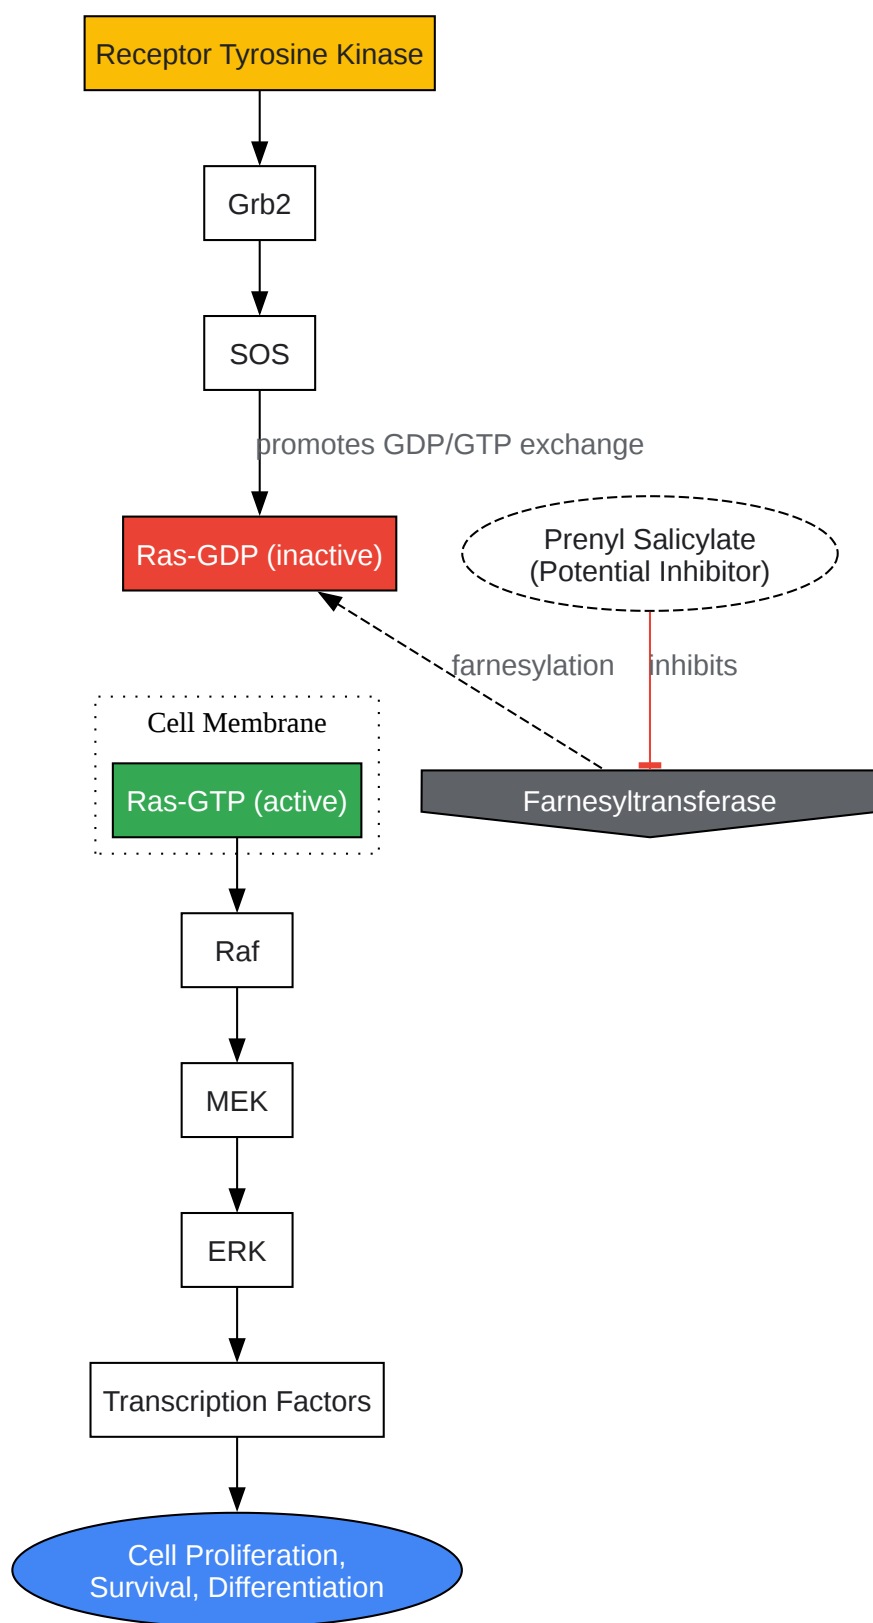 Receptor Tyrosine Kinase
Grb2
SOS
promotes GDP/GTP exchange
Ras-GDP (inactive)
Prenyl Salicylate
(Potential Inhibitor)
farnesylation
inhibits
Cell Membrane
Ras-GTP (active)
Farnesyltransferase
Raf
MEK
ERK
Transcription Factors
Cell Proliferation,
Survival, Differentiation